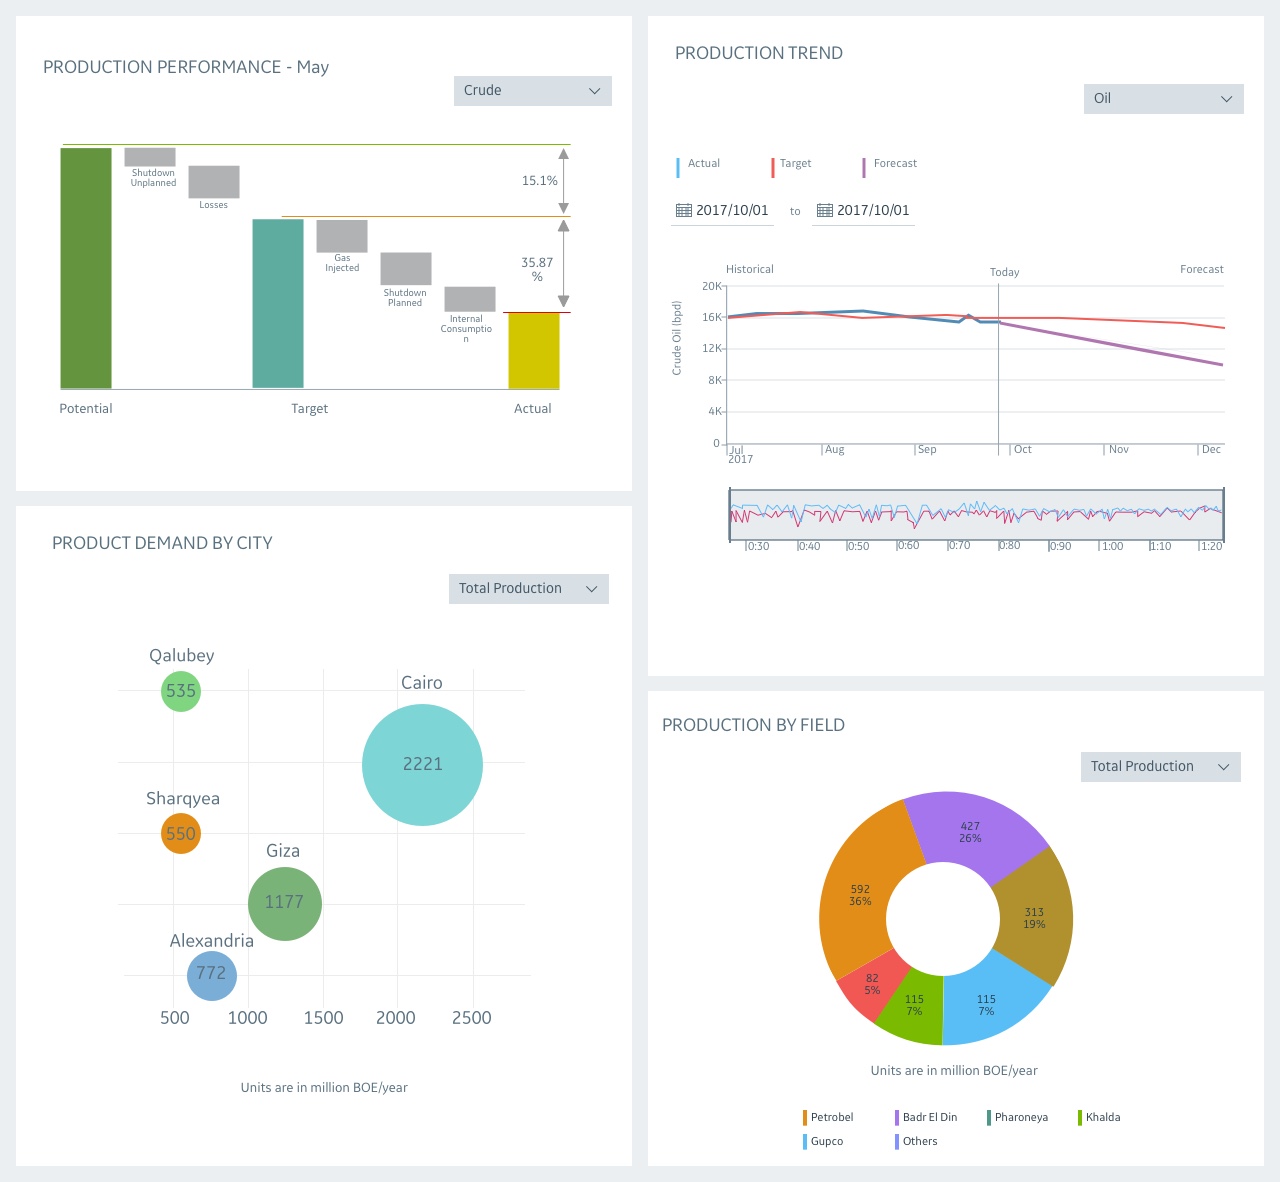 PRODUCTION PERFORMANCE - May
Crude
15.1%
Shutdown
Unplanned
Losses
35.87
%
Gas
Injected
Shutdown
Planned
Internal
Consumptio
n
Potential
Target
Actual
PRODUCTION TREND
Oil
Actual
Target
Forecast
2017/10/01
to
2017/10/01
Historical
Today
Forecast
Crude Oil (bpd)
20K
16K
12K
8K
4K
0
Jul
2017
Aug
Sep
Oct
Nov
Dec
0:30
0:40
0:50
0:60
0:70
0:80
0:90
1:00
1:10
1:20
PRODUCT DEMAND BY CITY
Total Production
Qalubey
535
Cairo
2221
Sharqyea
550
Giza
1177
Alexandria
772
500
1000
1500
2000
2500
Units are in million BOE/year
PRODUCTION BY FIELD
Total Production
427
26%
592
36%
313
19%
82
5%
115
7%
115
7%
Units are in million BOE/year
Petrobel
Badr El Din
Pharoneya
Khalda
Gupco
Others